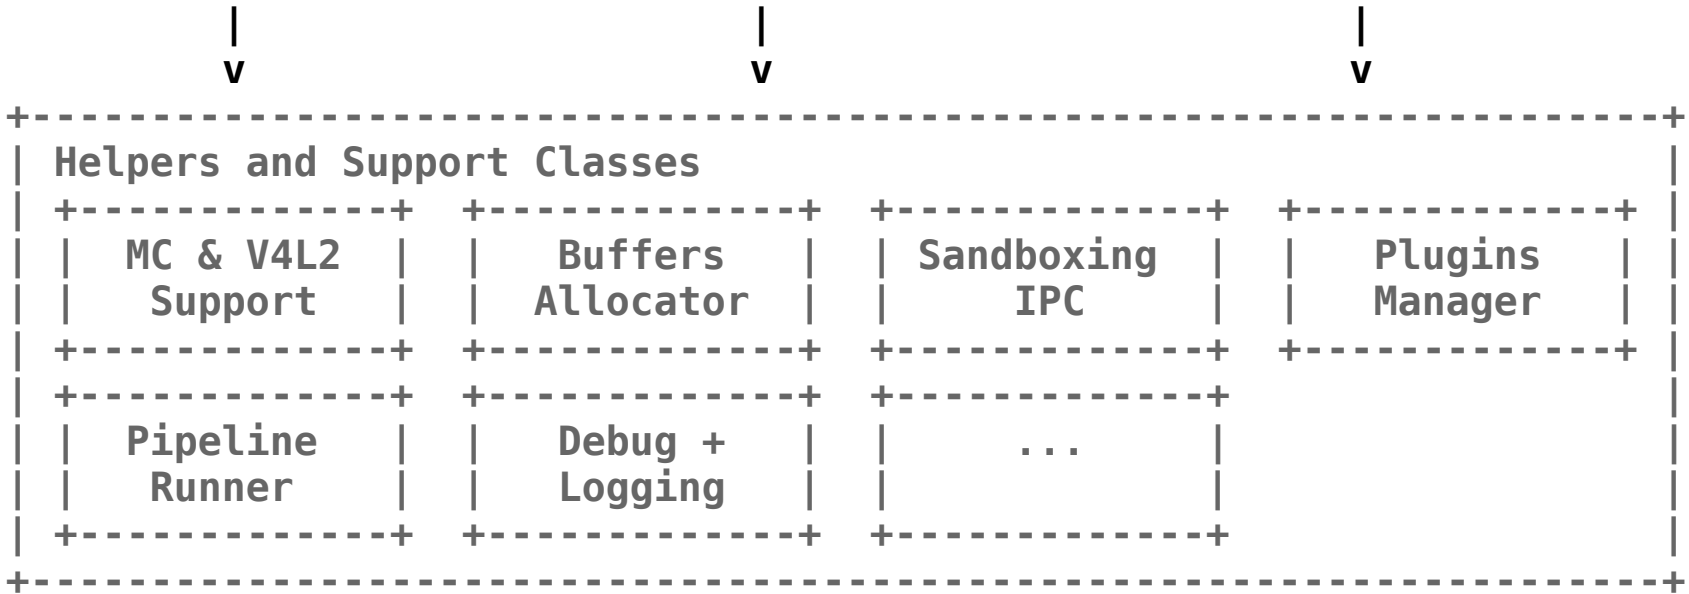 |                     |                        |
         v                     v                        v
+--------------------------------------------------------------------+
| Helpers and Support Classes                                        |
| +-------------+  +-------------+  +-------------+  +-------------+ |
| |  MC & V4L2  |  |   Buffers   |  | Sandboxing  |  |   Plugins   | |
| |   Support   |  |  Allocator  |  |     IPC     |  |   Manager   | |
| +-------------+  +-------------+  +-------------+  +-------------+ |
| +-------------+  +-------------+  +-------------+                  |
| |  Pipeline   |  |   Debug +   |  |     ...     |                  |
| |   Runner    |  |   Logging   |  |             |                  |
| +-------------+  +-------------+  +-------------+                  |
+--------------------------------------------------------------------+